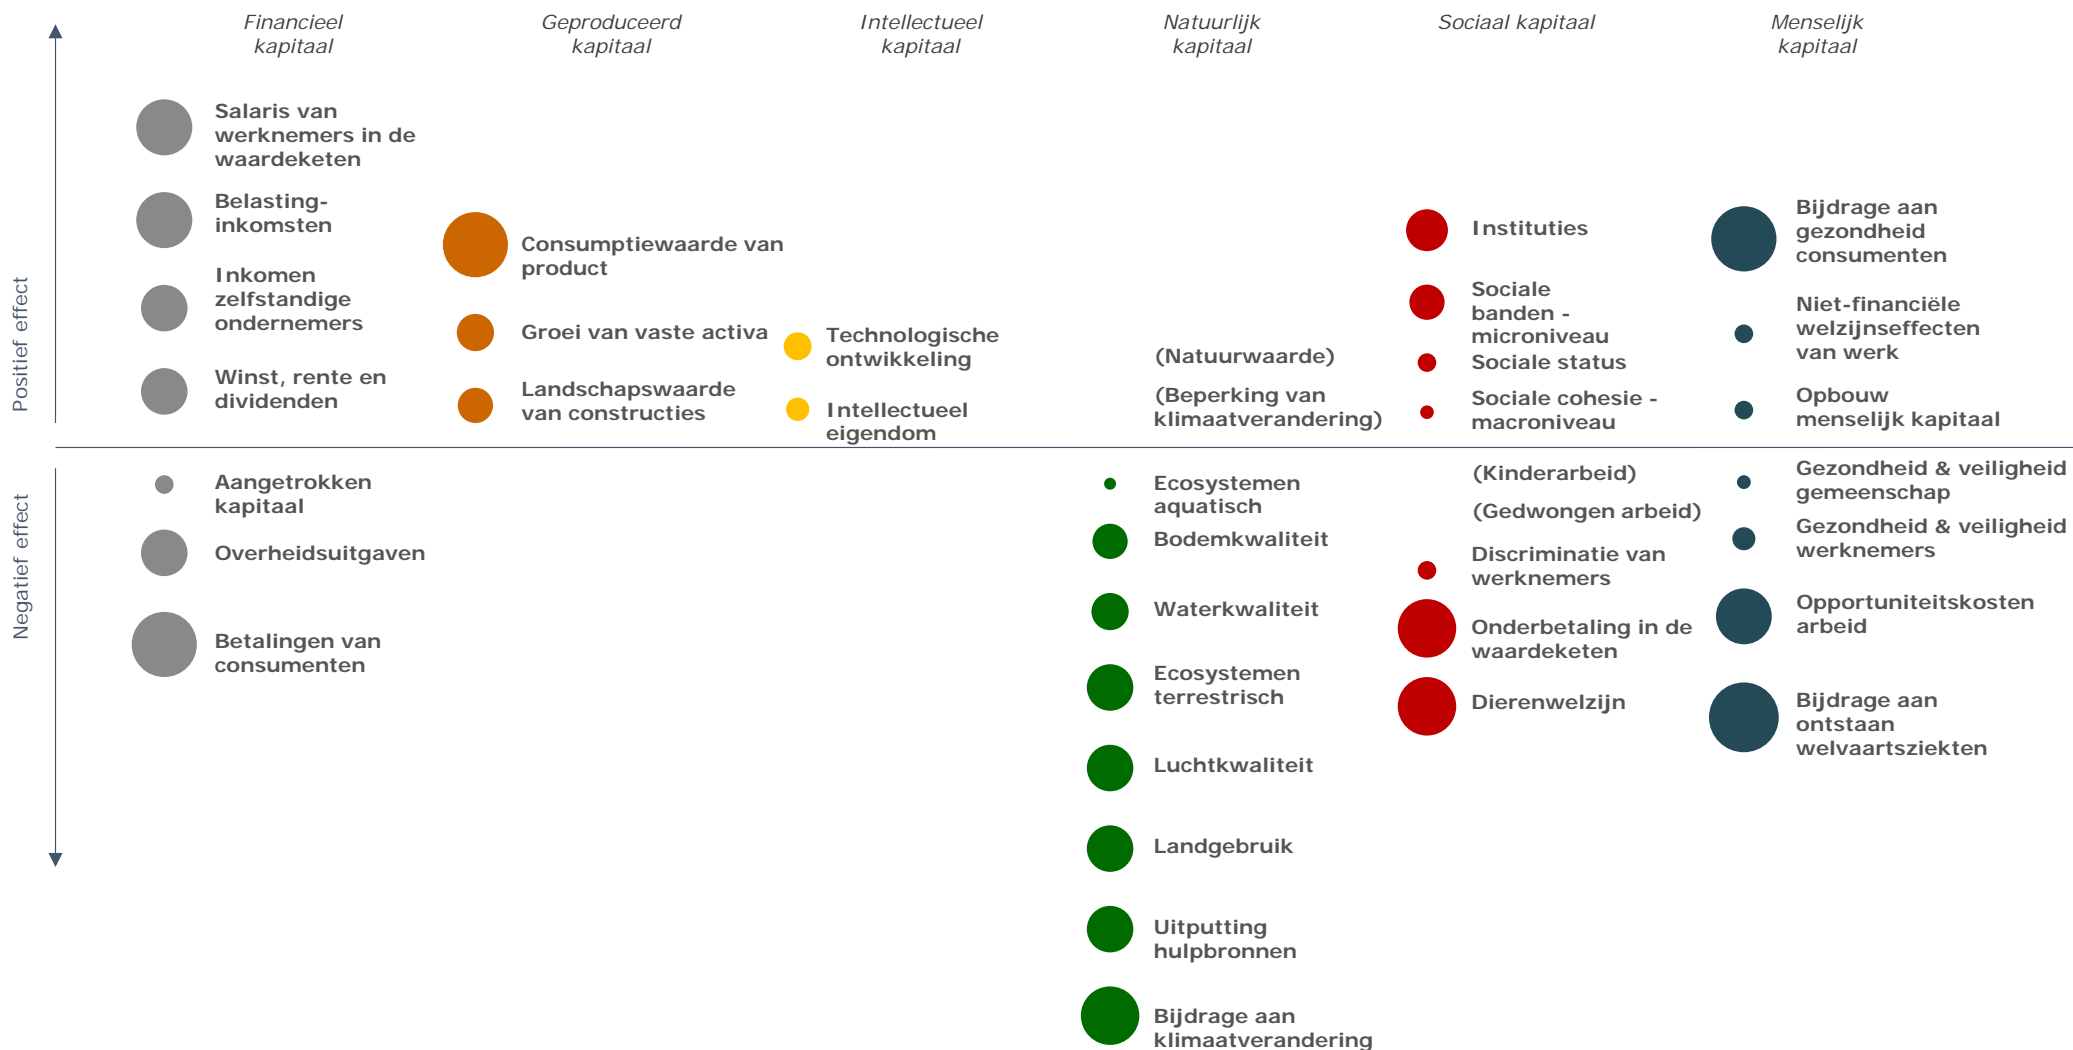 Financieel
kapitaal
Geproduceerd
kapitaal
Intellectueel
kapitaal
Natuurlijk
kapitaal
Sociaal kapitaal
Menselijk
kapitaal
Positief effect
Negatief effect
Salaris van
werknemers in de
waardeketen
Belasting-
inkomsten
Inkomen
zelfstandige
ondernemers
Winst, rente en
dividenden
Aangetrokken
kapitaal
Overheidsuitgaven
Betalingen van
consumenten
Consumptiewaarde van
product
Groei van vaste activa
Landschapswaarde
van constructies
Technologische
ontwikkeling
Intellectueel
eigendom
(Natuurwaarde)
(Beperking van
klimaatverandering)
Ecosystemen
aquatisch
Bodemkwaliteit
Waterkwaliteit
Ecosystemen
terrestrisch
Luchtkwaliteit
Landgebruik
Uitputting
hulpbronnen
Bijdrage aan
klimaatverandering
Instituties
Sociale
banden -
microniveau
Sociale status
Sociale cohesie -
macroniveau
(Kinderarbeid)
(Gedwongen arbeid)
Discriminatie van
werknemers
Onderbetaling in de
waardeketen
Dierenwelzijn
Bijdrage aan
gezondheid
consumenten
Niet-financiële
welzijnseffecten
van werk
Opbouw
menselijk kapitaal
Gezondheid & veiligheid
gemeenschap
Gezondheid & veiligheid
werknemers
Opportuniteitskosten
arbeid
Bijdrage aan
ontstaan
welvaartsziekten